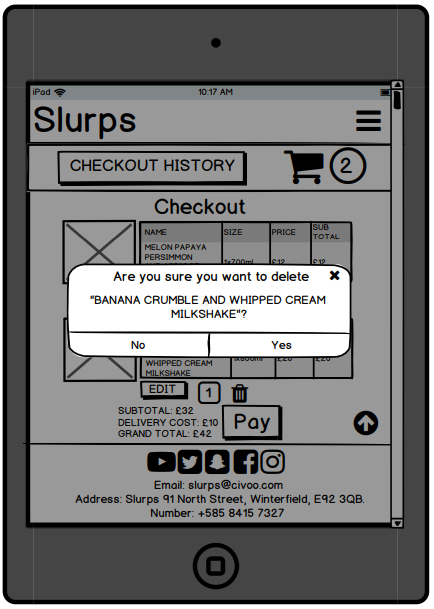 iPad 10:17 AM
Slurps
CHECKOUT HISTORY 2
Checkout
NAME SIZE PRICE SUB TOTAL
MELON PAPAYA
PERSIMMON
1x700ml £12 £12
Are you sure you want to delete
"BANANA CRUMBLE AND WHIPPED CREAM
MILKSHAKE"?
No Yes
WHIPPED CREAM £20 £20
MILKSHAKE
EDIT 1
SUBTOTAL: £32
DELIVERY COST: £10
GRAND TOTAL: £42
Pay
Email: slurps@civoo.com
Address: Slurps 91 North Street, Winterfield, E92 3QB.
Number: +585 8415 7327